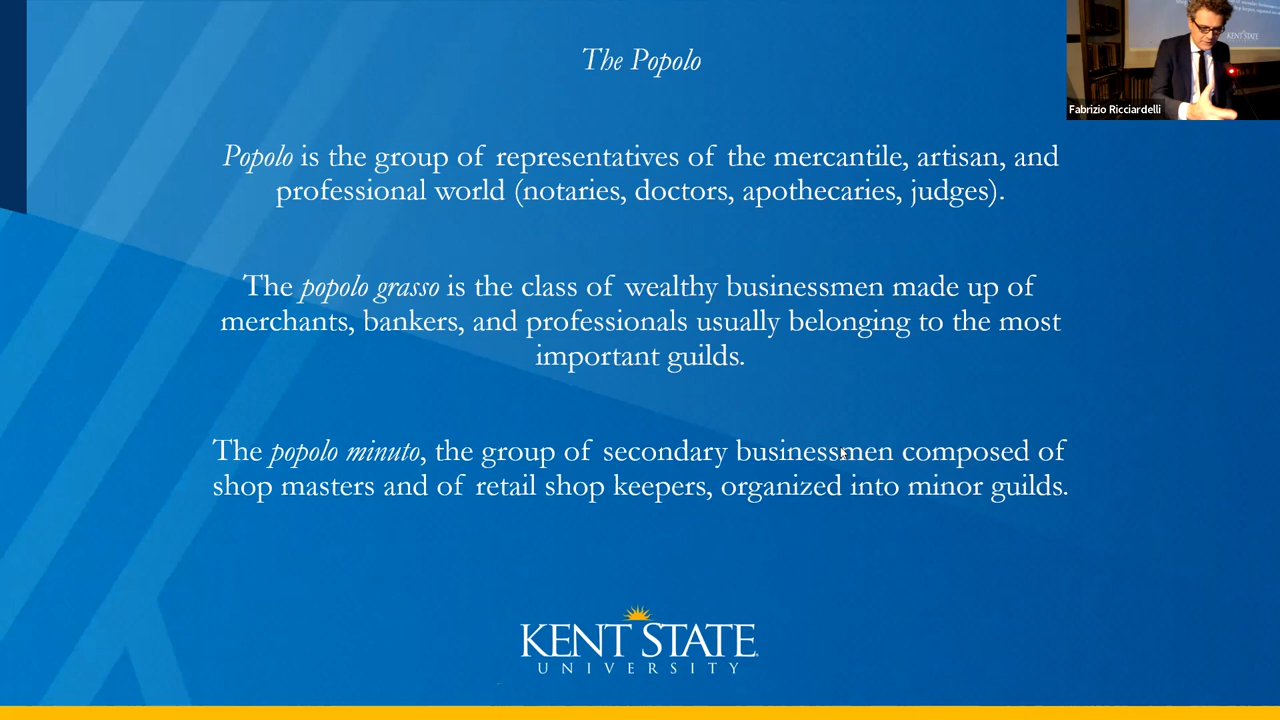 The Popolo
Fabrizio Ricciardelli
Popolo is the group of representatives of the mercantile, artisan, and
professional world (notaries, doctors, apothecaries, judges).
The popolo grasso is the class of wealthy businessmen made up of
merchants, bankers, and professionals usually belonging to the most
important guilds.
The popolo minuto, the group of secondary businessmen composed of
shop masters and of retail shop keepers, organized into minor guilds.
KENT STATE
UNIVERSITY